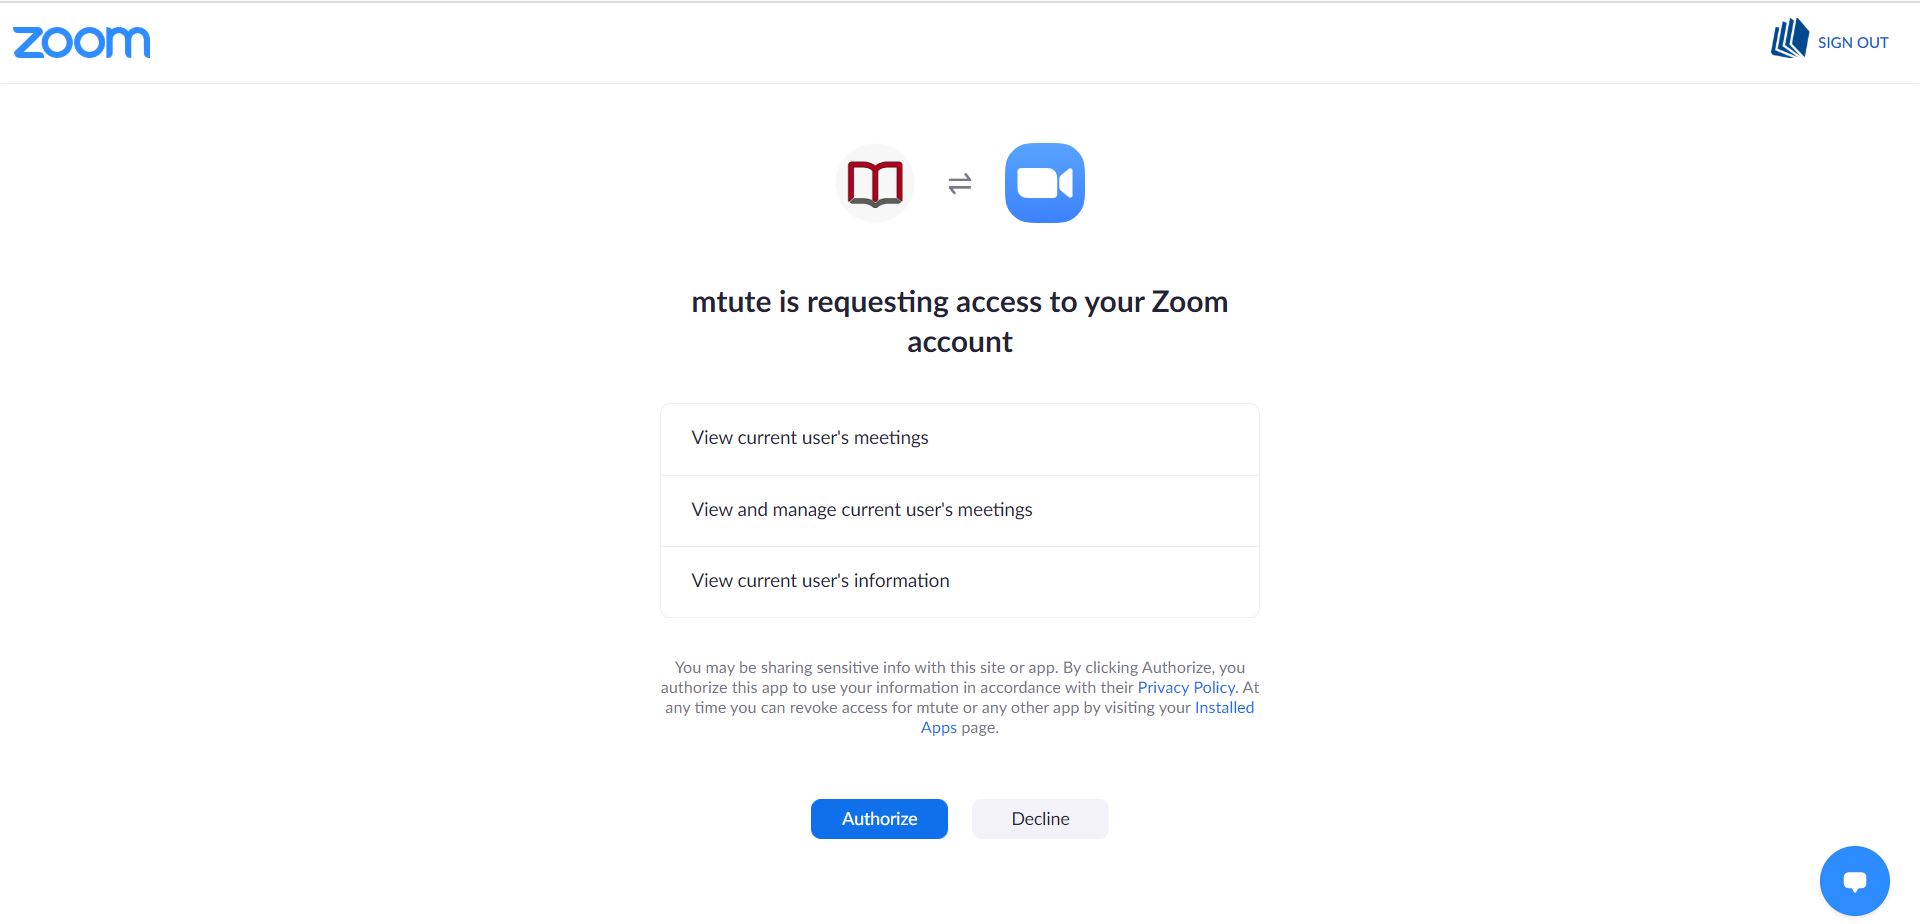 zoom
SIGN OUT
mtute is requesting access to your Zoom
account
View current user's meetings
View and manage current user's meetings
View current user's information
You may be sharing sensitive info with this site or app. By clicking Authorize, you
authorize this app to use your information in accordance with their Privacy Policy. At
any time you can revoke access for mtute or any other app by visiting your Installed
Apps page.
Authorize
Decline